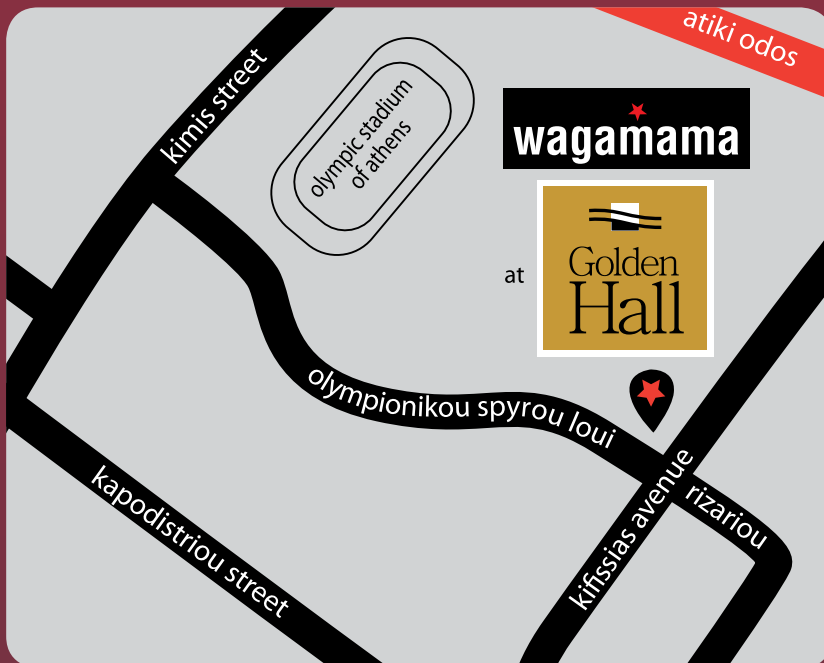 atiki odos
kimis street
olympic stadium
of athens
wagamama
at
Golden
Hall
olympionikou spyrou loui
kifissias avenue
rizariou
kapodistriou street